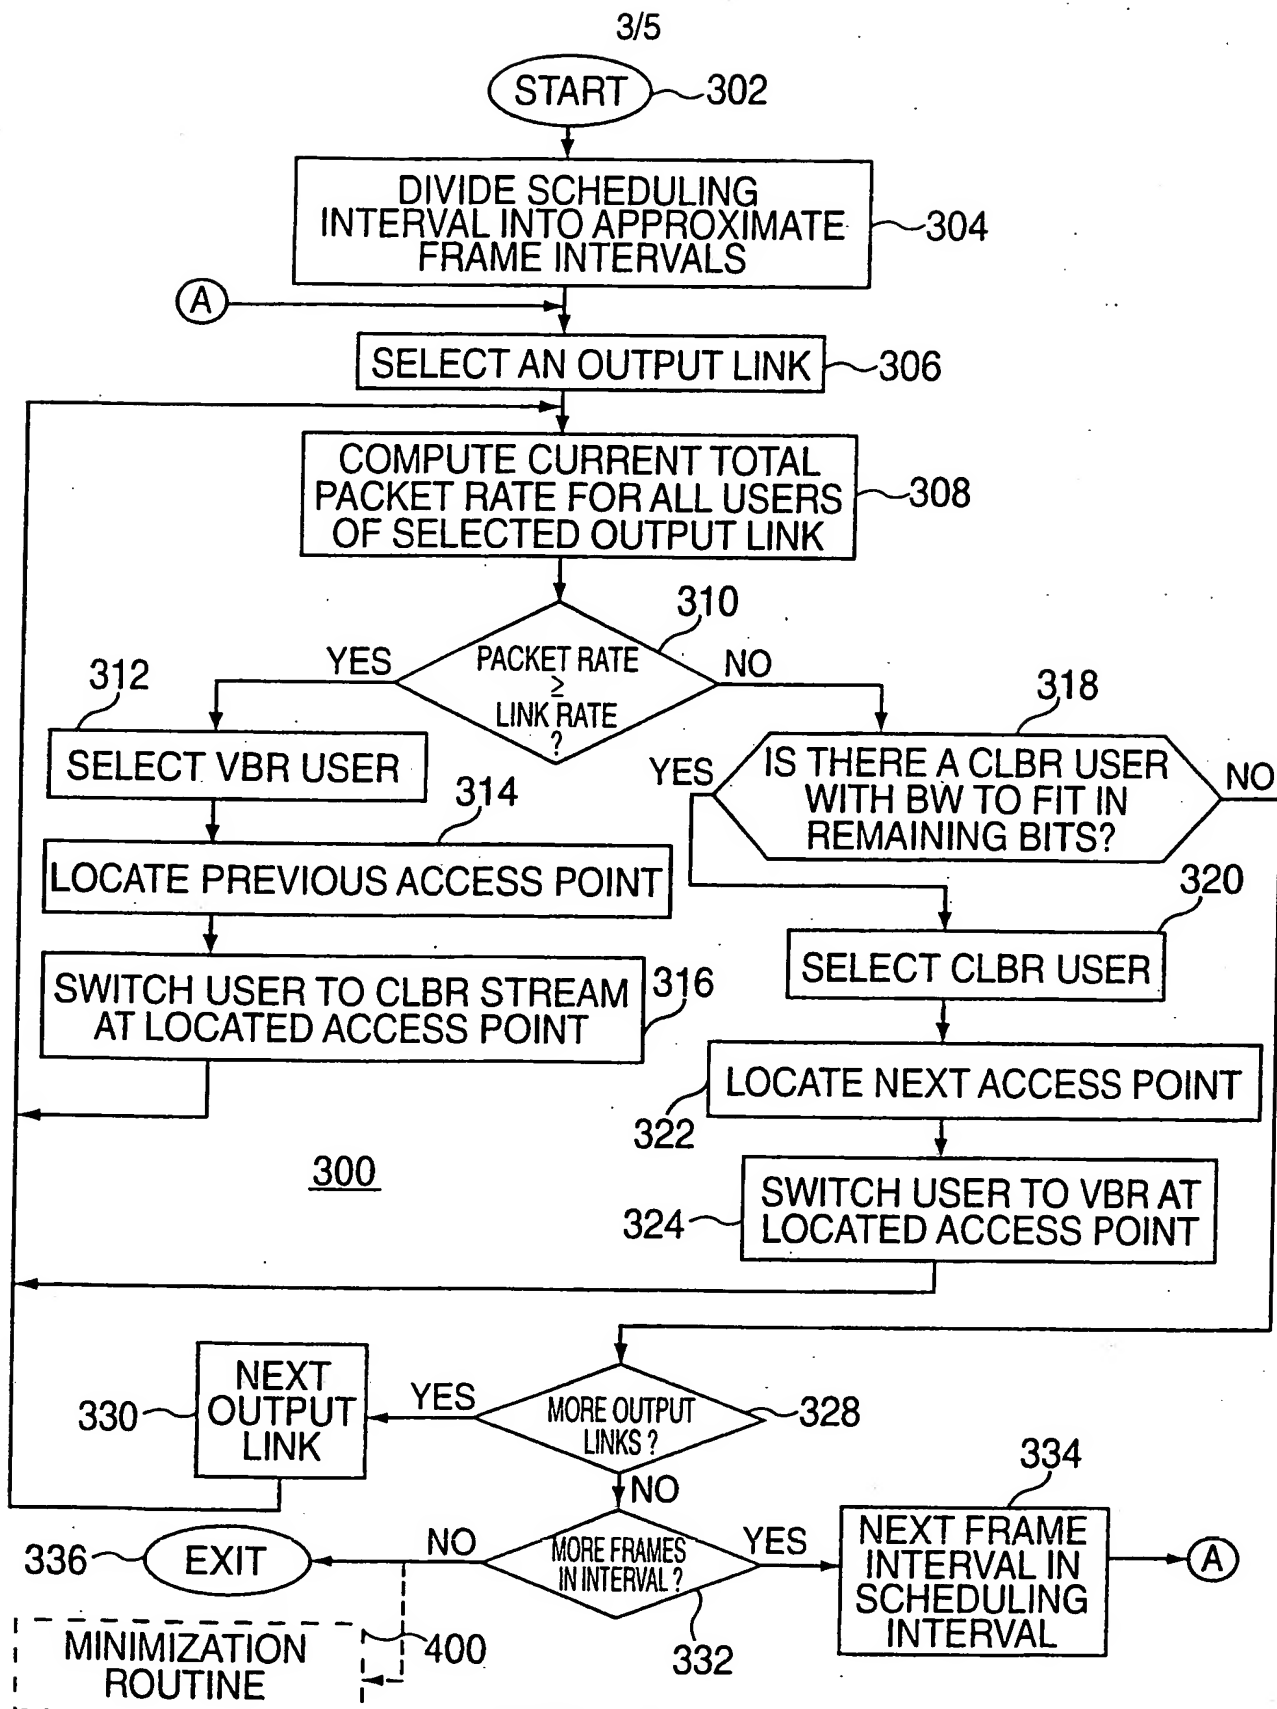 3/5
START
302
DIVIDE SCHEDULING
INTERVAL INTO APPROXIMATE
FRAME INTERVALS
304
A
SELECT AN OUTPUT LINK
306
COMPUTE CURRENT TOTAL
PACKET RATE FOR ALL USERS
OF SELECTED OUTPUT LINK
308
310
PACKET RATE
≥
LINK RATE
?
YES
NO
312
SELECT VBR USER
314
LOCATE PREVIOUS ACCESS POINT
SWITCH USER TO CLBR STREAM
AT LOCATED ACCESS POINT
316
318
IS THERE A CLBR USER
WITH BW TO FIT IN
REMAINING BITS?
YES
NO
320
SELECT CLBR USER
LOCATE NEXT ACCESS POINT
322
SWITCH USER TO VBR AT
LOCATED ACCESS POINT
324
300
MORE OUTPUT
LINKS ?
328
YES
NEXT
OUTPUT
LINK
330
NO
MORE FRAMES
IN INTERVAL ?
332
YES
334
NEXT FRAME
INTERVAL IN
SCHEDULING
INTERVAL
A
NO
EXIT
336
MINIMIZATION
ROUTINE
400